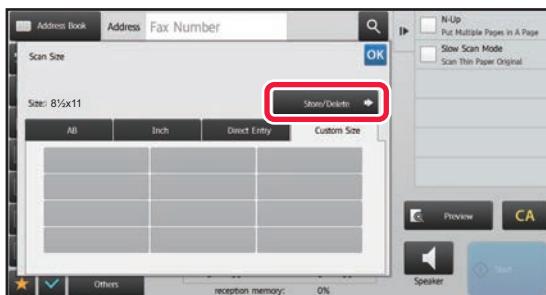 Address Book
Address
Fax Number
N-Up
Put Multiple Pages in A Page
Slow Scan Mode
Scan Thin Paper Original
Scan Size
OK
Size: 8½x11
Store/Delete
AB
Inch
Direct Entry
Custom Size
Preview
CA
Speaker
Start
Others
reception memory:
0%